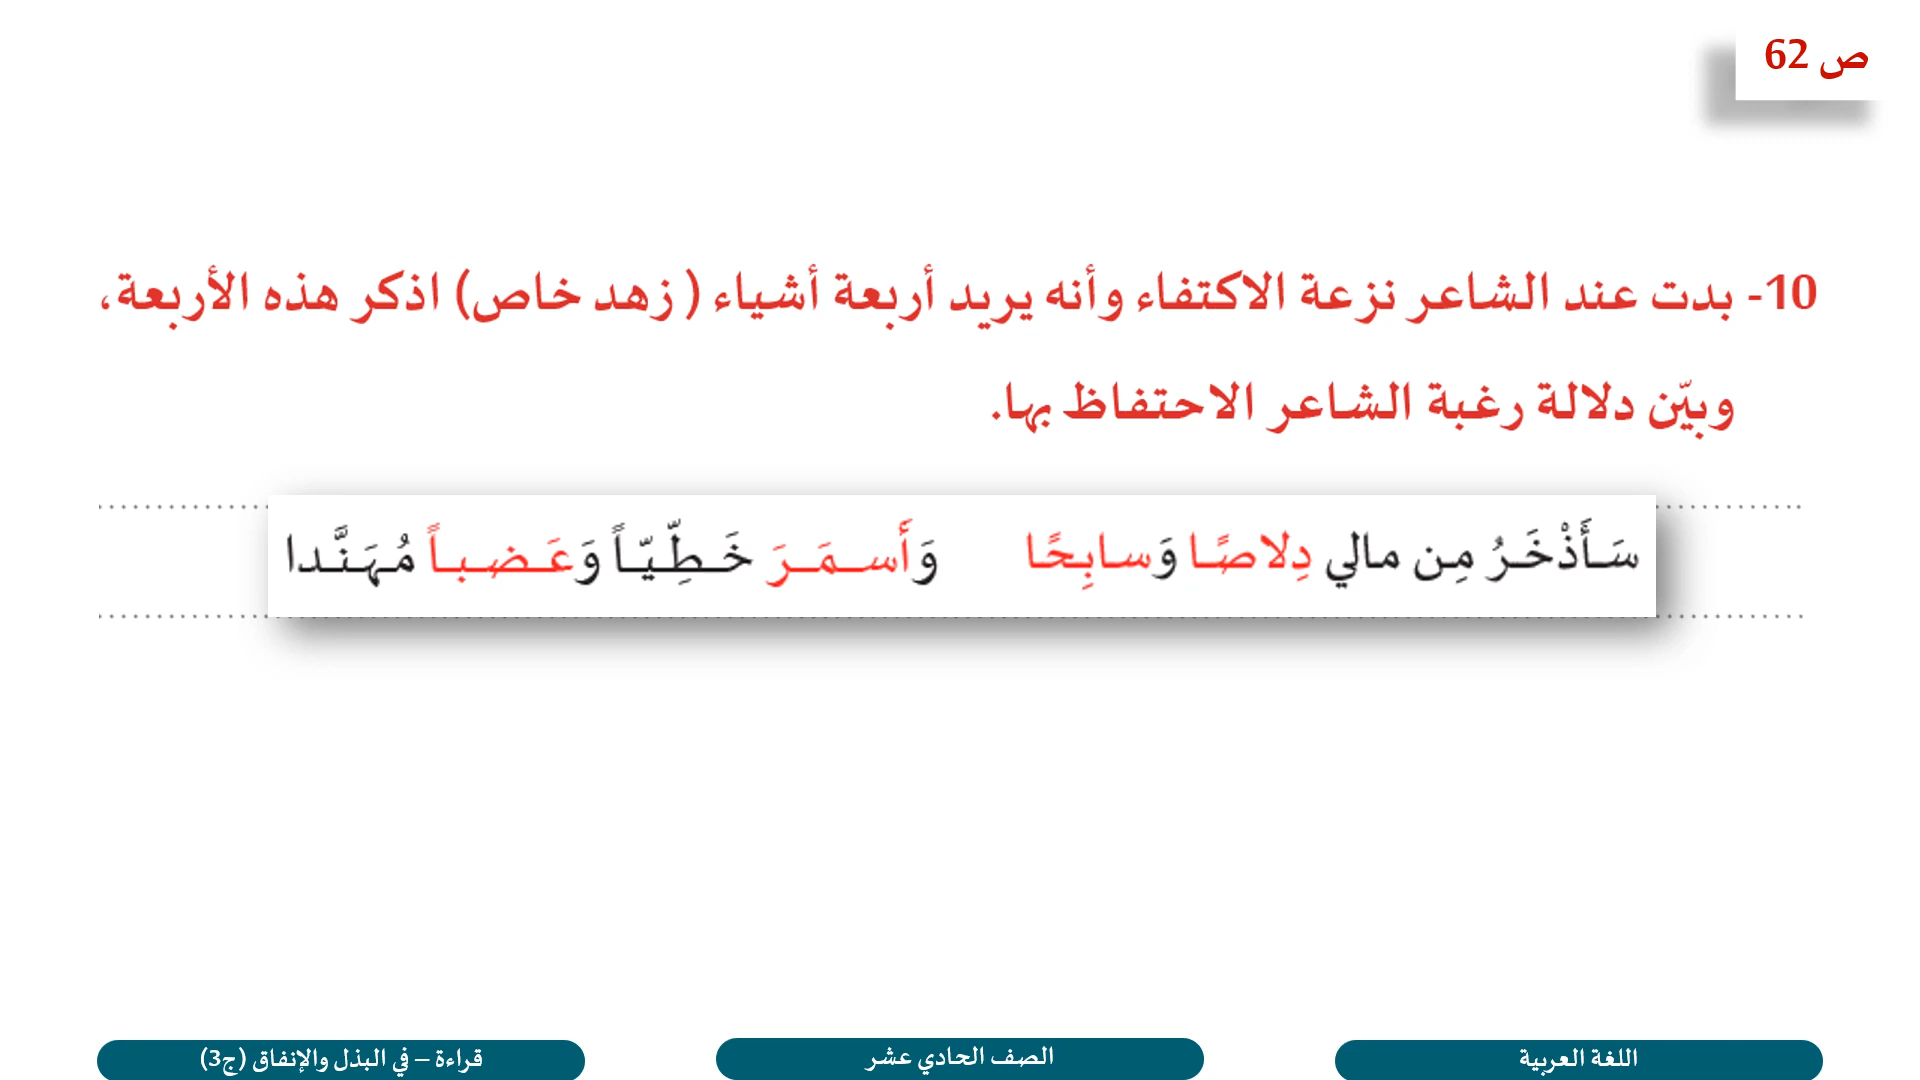 ص 62
10- بدت عند الشاعر نزعة الاكتفاء وأنه يريد أربعة أشياء ( زهد خاص) اذكر هذه الأربعة،
وبيّن دلالة رغبة الشاعر الاحتفاظ بها.
سَأَذْخَرُ مِن مالي دِلاصًا وَسابِحًا وَأَسمَرَ خَطِّيّاً وَعَضباً مُهَنَّدا
اللغة العربية
الصف الحادي عشر
قراءة – في البذل والإنفاق (ج3)